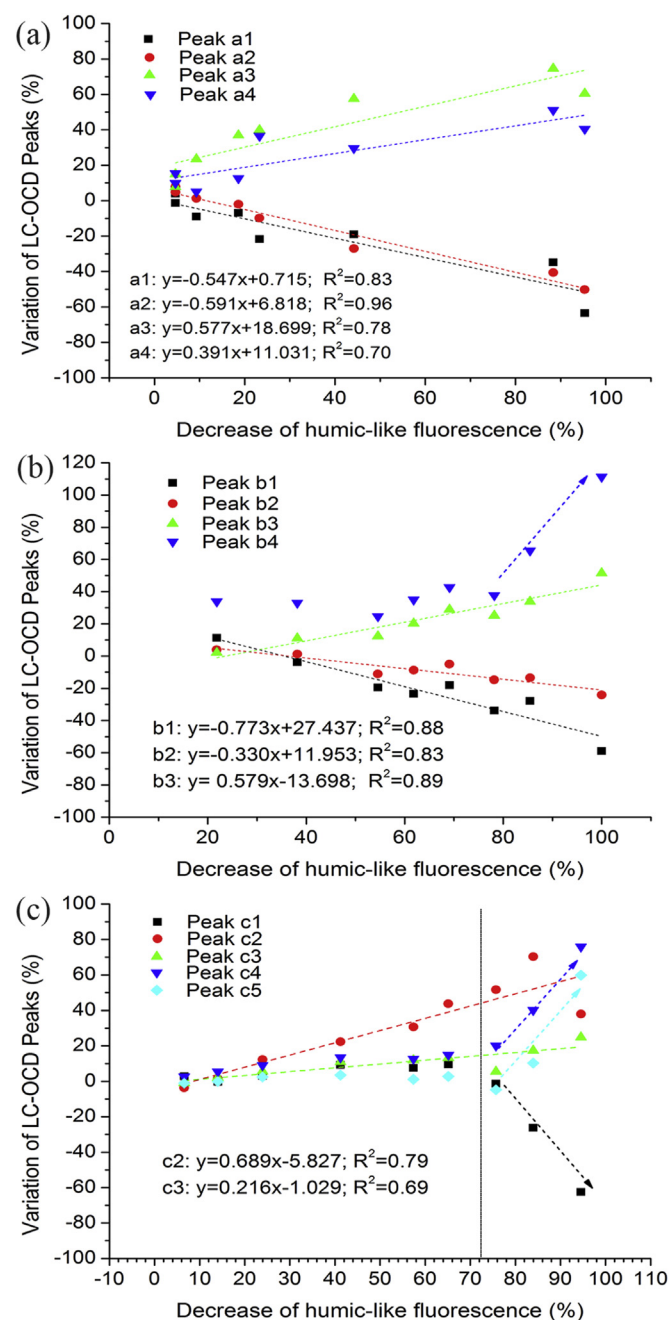 (a)
Peak a1
Peak a2
Peak a3
Peak a4
Variation of LC-OCD Peaks (%)
100
80
60
40
20
0
-20
-40
-60
-80
-100
a1: y=-0.547x+0.715; R²=0.83
a2: y=-0.591x+6.818; R²=0.96
a3: y=0.577x+18.699; R²=0.78
a4: y=0.391x+11.031; R²=0.70
0 20 40 60 80 100
Decrease of humic-like fluorescence (%)
(b)
Peak b1
Peak b2
Peak b3
Peak b4
Variation of LC-OCD Peaks (%)
120
100
80
60
40
20
0
-20
-40
-60
-80
-100
b1: y=-0.773x+27.437; R²=0.88
b2: y=-0.330x+11.953; R²=0.83
b3: y= 0.579x-13.698; R²=0.89
0 20 40 60 80 100
Decrease of humic-like fluorescence (%)
(c)
Peak c1
Peak c2
Peak c3
Peak c4
Peak c5
Variation of LC-OCD Peaks (%)
100
80
60
40
20
0
-20
-40
-60
-80
-100
c2: y=0.689x-5.827; R²=0.79
c3: y=0.216x-1.029; R²=0.69
-10 0 10 20 30 40 50 60 70 80 90 100 110
Decrease of humic-like fluorescence (%)